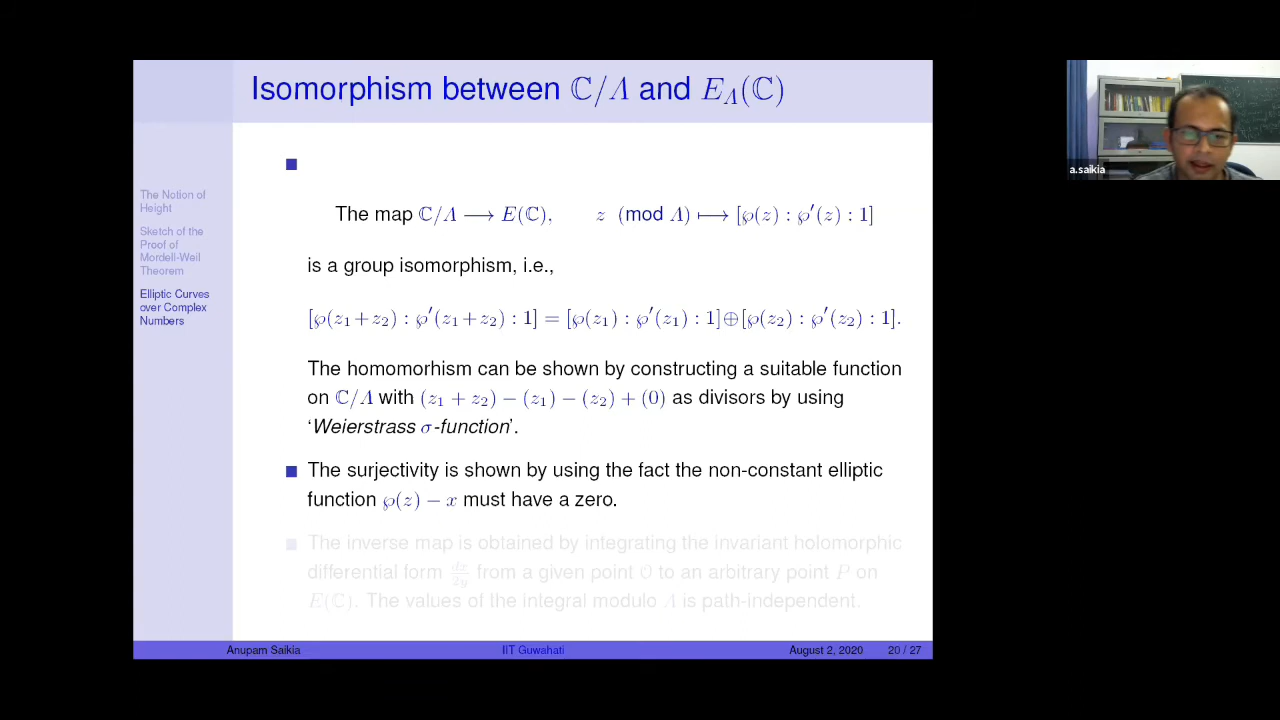 Isomorphism between ℂ/Λ and E_Λ(ℂ)
a.saikia
The Notion of
Height
Sketch of the
Proof of
Mordell-Weil
Theorem
Elliptic Curves
over Complex
Numbers
The map ℂ/Λ ⟶ E(ℂ), z (mod Λ) ⟼ [℘(z) : ℘′(z) : 1]
is a group isomorphism, i.e.,
[℘(z₁+z₂) : ℘′(z₁+z₂) : 1] = [℘(z₁) : ℘′(z₁) : 1]⊕[℘(z₂) : ℘′(z₂) : 1].
The homomorhism can be shown by constructing a suitable function
on ℂ/Λ with (z₁ + z₂) − (z₁) − (z₂) + (0) as divisors by using
‘Weierstrass σ-function’.
The surjectivity is shown by using the fact the non-constant elliptic
function ℘(z) − x must have a zero.
The inverse map is obtained by integrating the invariant holomorphic
differential form dx/2y from a given point O to an arbitrary point P on
E(ℂ). The values of the integral modulo Λ is path-independent.
Anupam Saikia IIT Guwahati August 2, 2020 20 / 27